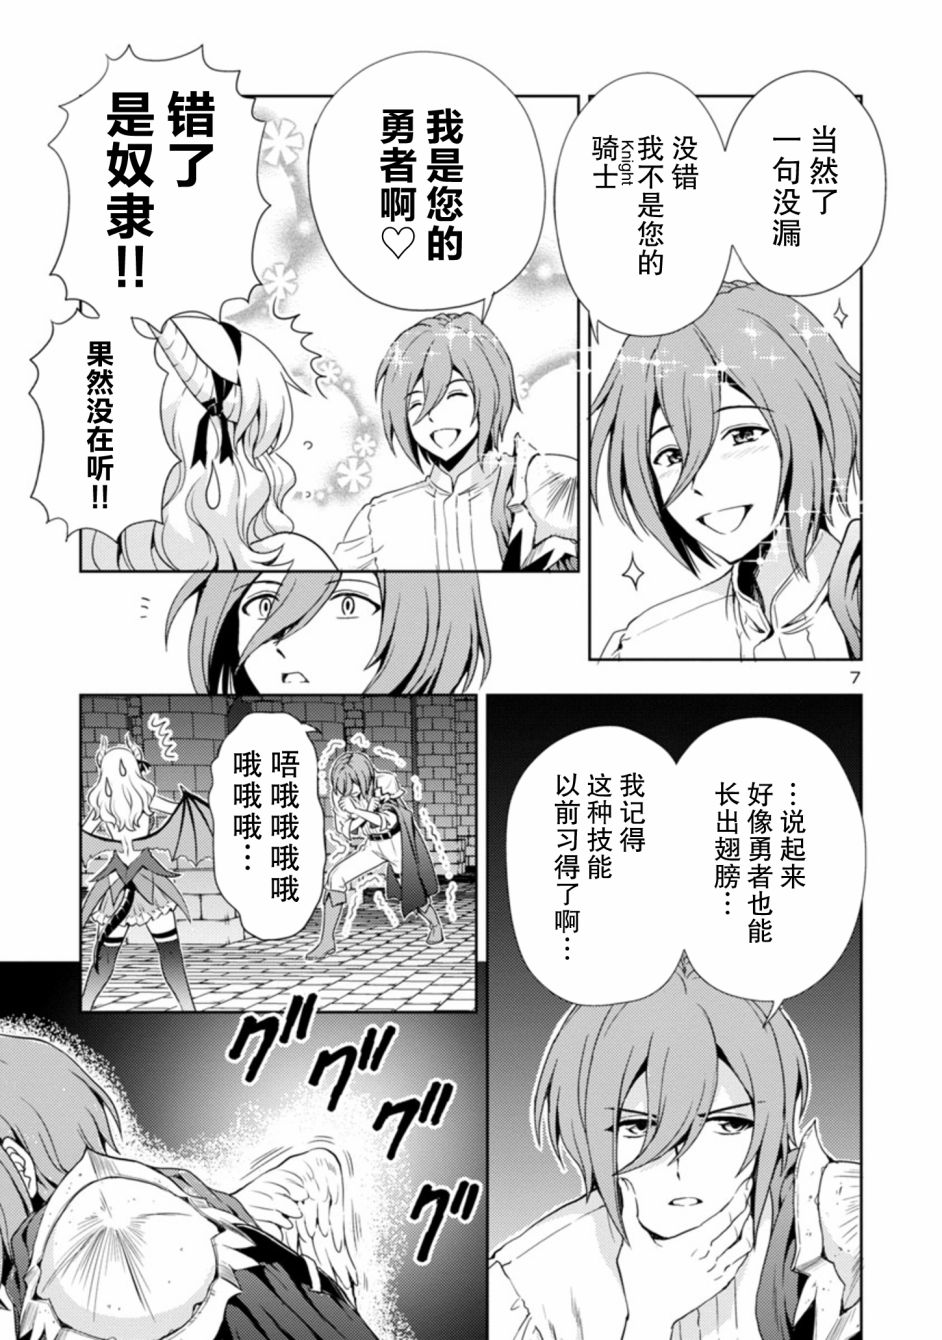 当然了
一句没漏
没错
我不是您的
骑士
Knight
我是您的
勇者啊♡
错了
是奴隶!!
果然没在听!!
7
…说起来
好像勇者也能
长出翅膀…
我记得
这种技能
以前习得了啊…
唔哦哦哦哦
哦哦哦…
グググググ